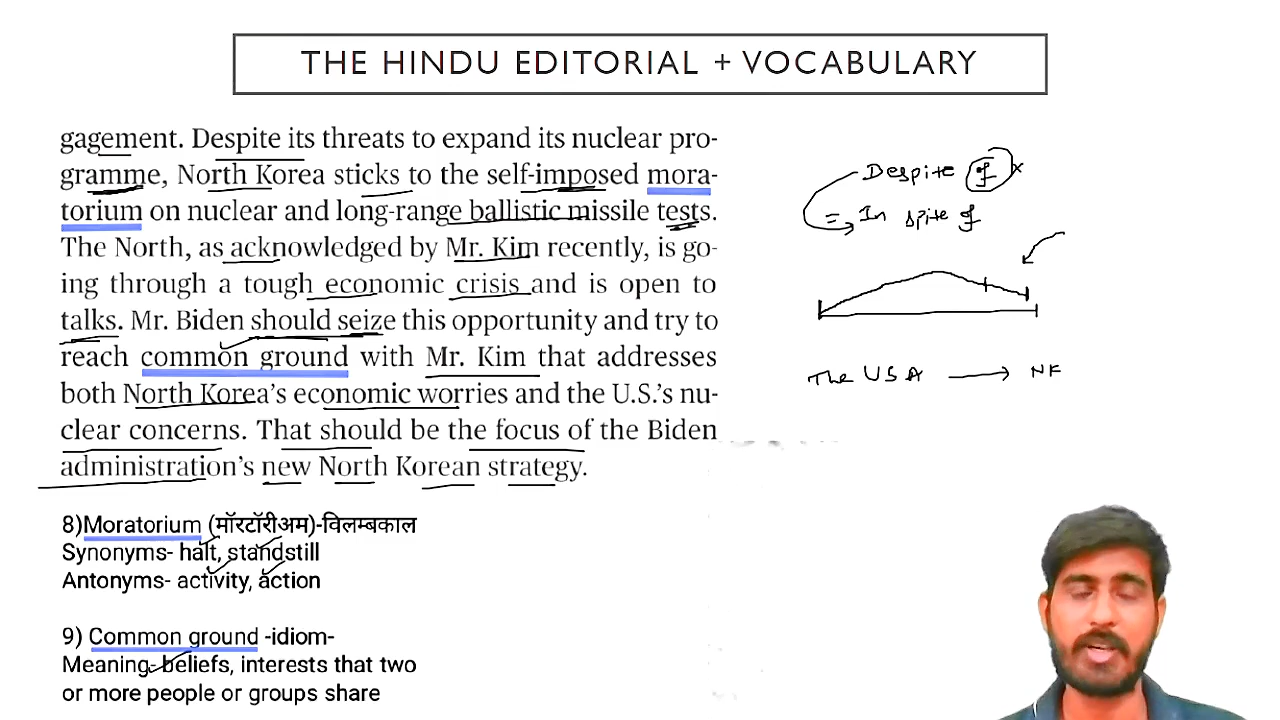 THE HINDU EDITORIAL + VOCABULARY
gagement. Despite its threats to expand its nuclear pro-
gramme, North Korea sticks to the self-imposed mora-
torium on nuclear and long-range ballistic missile tests.
The North, as acknowledged by Mr. Kim recently, is go-
ing through a tough economic crisis and is open to
talks. Mr. Biden should seize this opportunity and try to
reach common ground with Mr. Kim that addresses
both North Korea's economic worries and the U.S.'s nu-
clear concerns. That should be the focus of the Biden
administration's new North Korean strategy.
8)Moratorium (मॉरटॉरीअम)-विलम्बकाल
Synonyms- halt, standstill
Antonyms- activity, action
9) Common ground -idiom-
Meaning- beliefs, interests that two
or more people or groups share
Despite of x
= In spite of
The USA